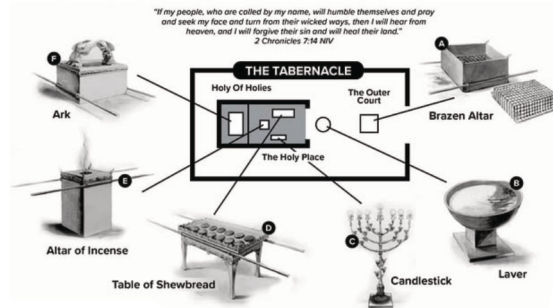 "If my people, who are called by my name, will humble themselves and pray
and seek my face and turn from their wicked ways, then I will hear from
heaven, and I will forgive their sin and will heal their land."
2 Chronicles 7:14 NIV
F
A
THE TABERNACLE
Holy Of Holies
The Outer
Court
Ark
Brazen Altar
The Holy Place
E
B
D
C
Altar of Incense
Table of Shewbread
Candlestick
Laver